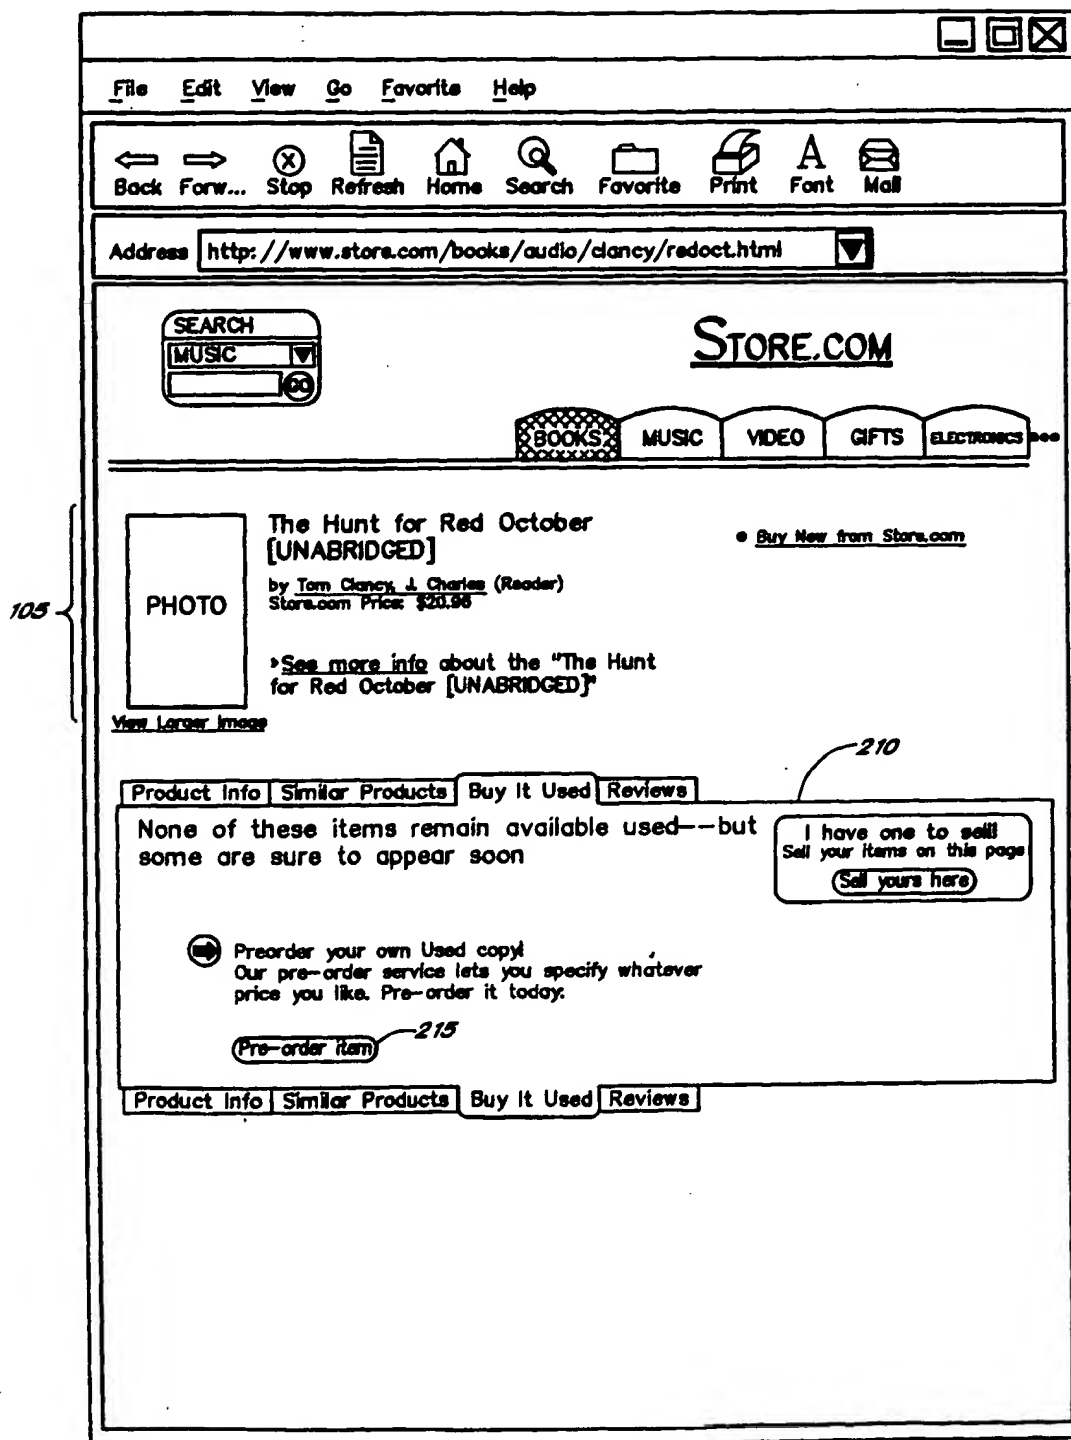 File Edit View Go Favorite Help
Back Forw... Stop Refresh Home Search Favorite Print Font Mail
Address http://www.store.com/books/audio/clancy/redoct.html
SEARCH
MUSIC
GO
STORE.COM
BOOKS MUSIC VIDEO GIFTS ELECTRONICS
105
PHOTO
The Hunt for Red October
[UNABRIDGED]
by Tom Clancy, J. Charles (Reader)
Store.com Price: $20.96
See more info about the "The Hunt
for Red October [UNABRIDGED]"
View Larger Image
Buy New from Store.com
210
Product Info Similar Products Buy It Used Reviews
None of these items remain available used--but
some are sure to appear soon
I have one to sell!
Sell your items on this page
Sell yours here
Preorder your own Used copy!
Our pre-order service lets you specify whatever
price you like. Pre-order it today.
Pre-order item
215
Product Info Similar Products Buy It Used Reviews